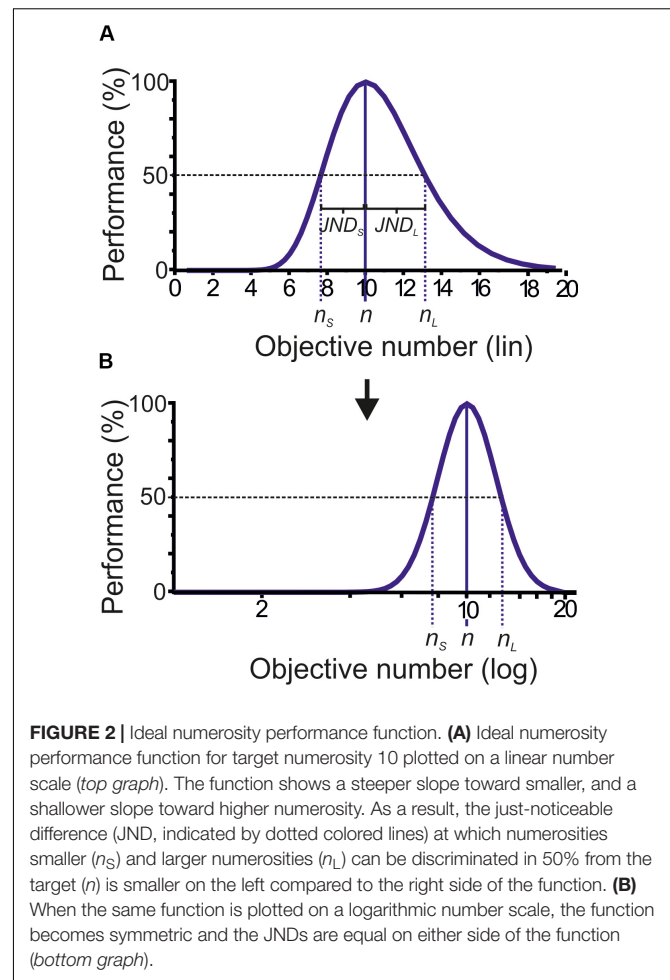 A
Performance (%)
100
50
0
JNDS JNDL
0 2 4 6 8 10 12 14 16 18 20
nS n nL
Objective number (lin)
B
Performance (%)
100
50
0
2 10 20
nS n nL
Objective number (log)
FIGURE 2 | Ideal numerosity performance function. (A) Ideal numerosity
performance function for target numerosity 10 plotted on a linear number
scale (top graph). The function shows a steeper slope toward smaller, and a
shallower slope toward higher numerosity. As a result, the just-noticeable
difference (JND, indicated by dotted colored lines) at which numerosities
smaller (nS) and larger numerosities (nL) can be discriminated in 50% from the
target (n) is smaller on the left compared to the right side of the function. (B)
When the same function is plotted on a logarithmic number scale, the function
becomes symmetric and the JNDs are equal on either side of the function
(bottom graph).